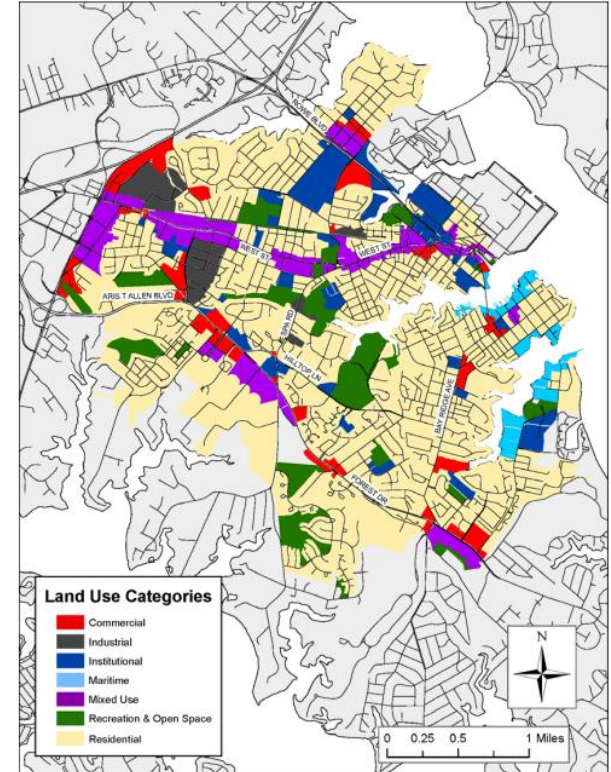 ROWE BLVD
WEST ST
WEST ST
ARIS T ALLEN BLVD
SPA RD
HILLTOP LN
BAY RIDGE AVE
FOREST DR
Land Use Categories
Commercial
Industrial
Institutional
Maritime
Mixed Use
Recreation & Open Space
Residential
N
0 0.25 0.5 1 Miles